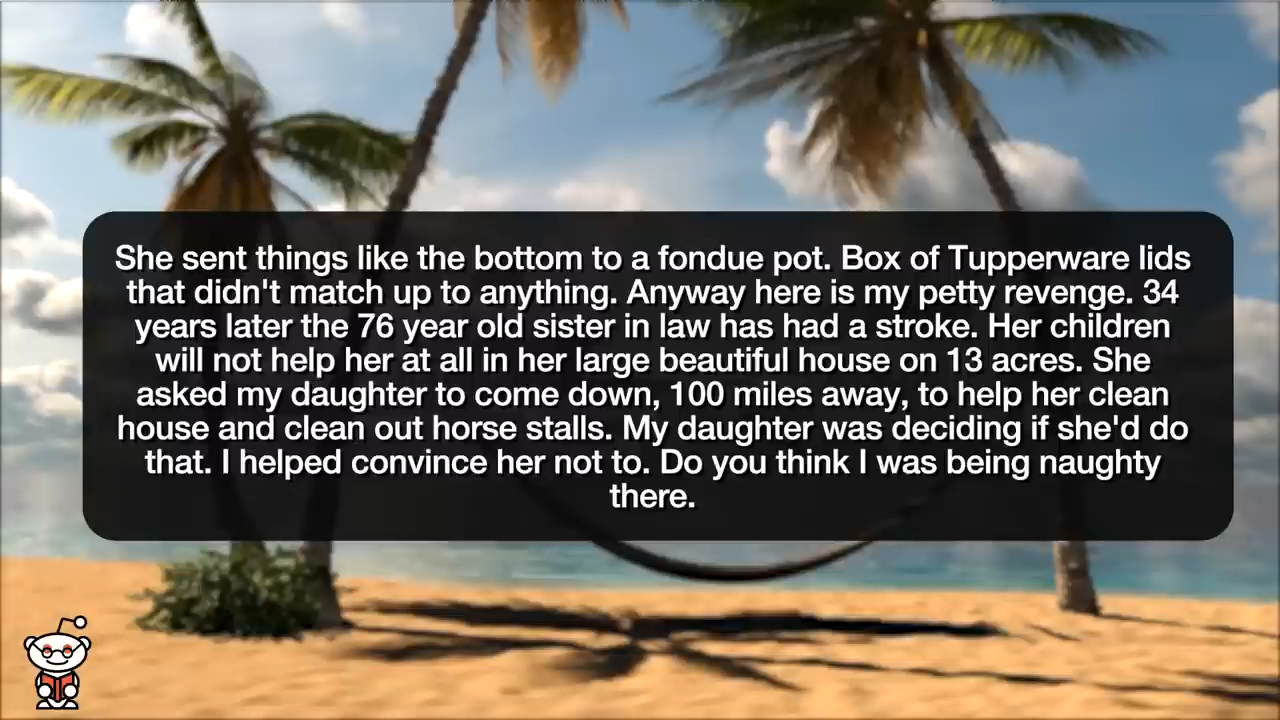 She sent things like the bottom to a fondue pot. Box of Tupperware lids
that didn't match up to anything. Anyway here is my petty revenge. 34
years later the 76 year old sister in law has had a stroke. Her children
will not help her at all in her large beautiful house on 13 acres. She
asked my daughter to come down, 100 miles away, to help her clean
house and clean out horse stalls. My daughter was deciding if she'd do
that. I helped convince her not to. Do you think I was being naughty
there.